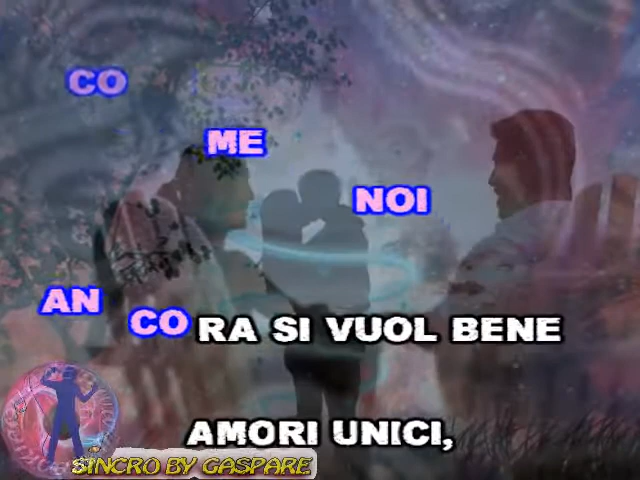 CO
ME
NOI
AN
CO RA SI VUOL BENE
AMORI UNICI,
SINCRO BY GASPARE